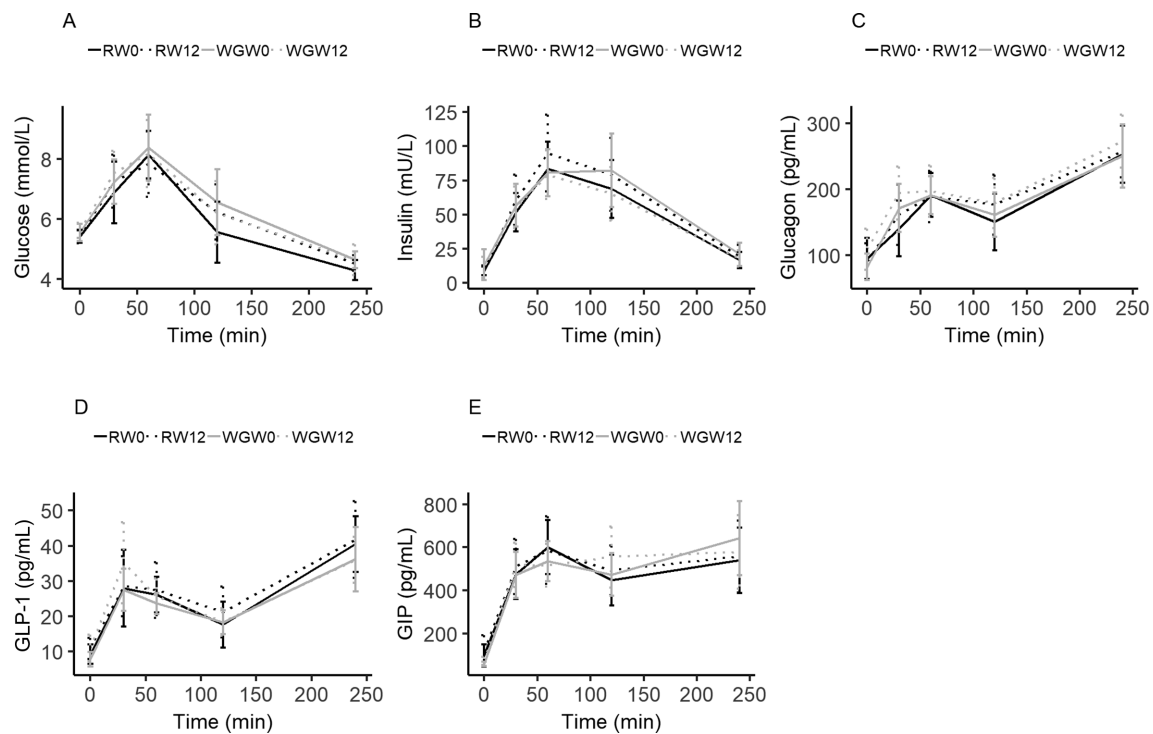 A
RW0 RW12 WGW0 WGW12
Glucose (mmol/L)
8
6
4
0 50 100 150 200 250
Time (min)
B
RW0 RW12 WGW0 WGW12
Insulin (mU/L)
125
100
75
50
25
0
0 50 100 150 200 250
Time (min)
C
RW0 RW12 WGW0 WGW12
Glucagon (pg/mL)
300
200
100
0 50 100 150 200 250
Time (min)
D
RW0 RW12 WGW0 WGW12
GLP-1 (pg/mL)
50
40
30
20
10
0 50 100 150 200 250
Time (min)
E
RW0 RW12 WGW0 WGW12
GIP (pg/mL)
800
600
400
200
0 50 100 150 200 250
Time (min)